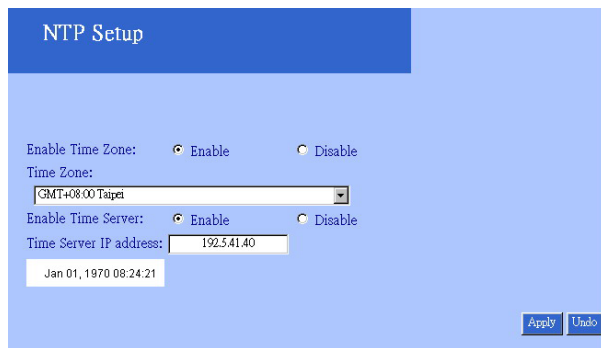 NTP Setup
Enable Time Zone: Enable Disable
Time Zone:
GMT+08:00 Taipei
Enable Time Server: Enable Disable
Time Server IP address: 192.5.41.40
Jan 01, 1970 08:24:21
Apply Undo